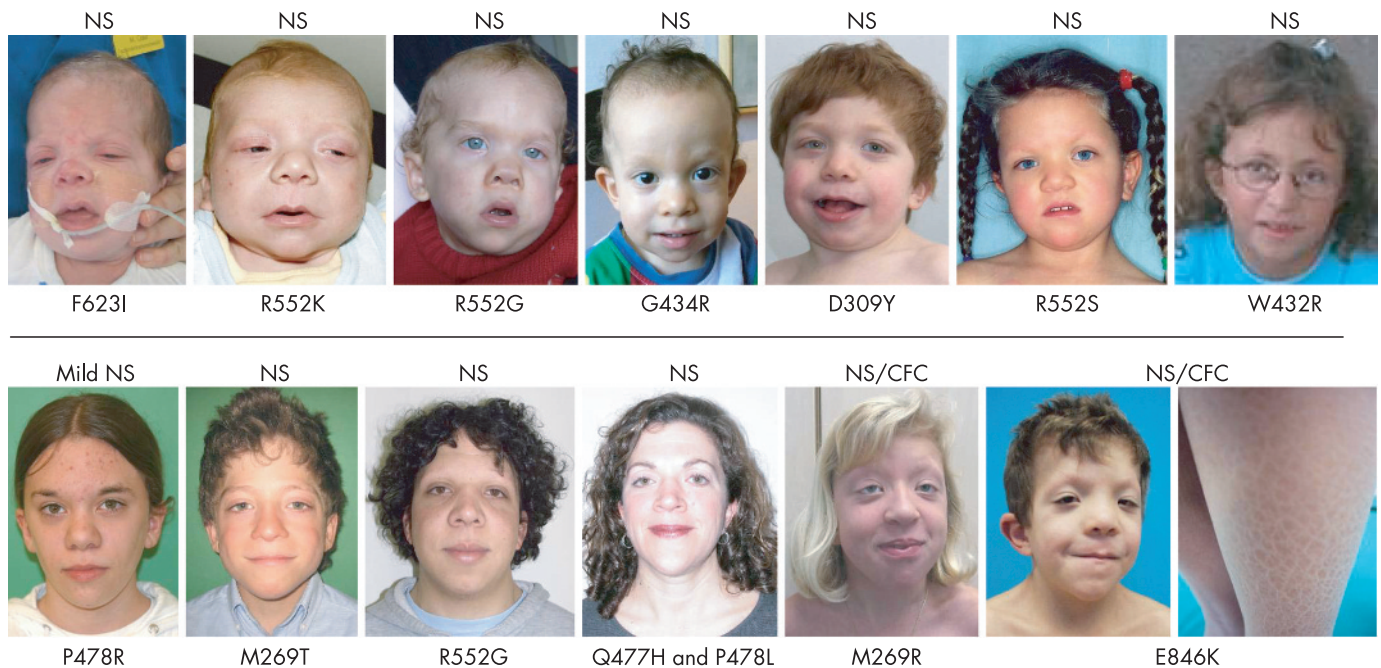 NS NS NS NS NS NS NS
F623I R552K R552G G434R D309Y R552S W432R
Mild NS NS NS NS NS/CFC NS/CFC
P478R M269T R552G Q477H and P478L M269R E846K